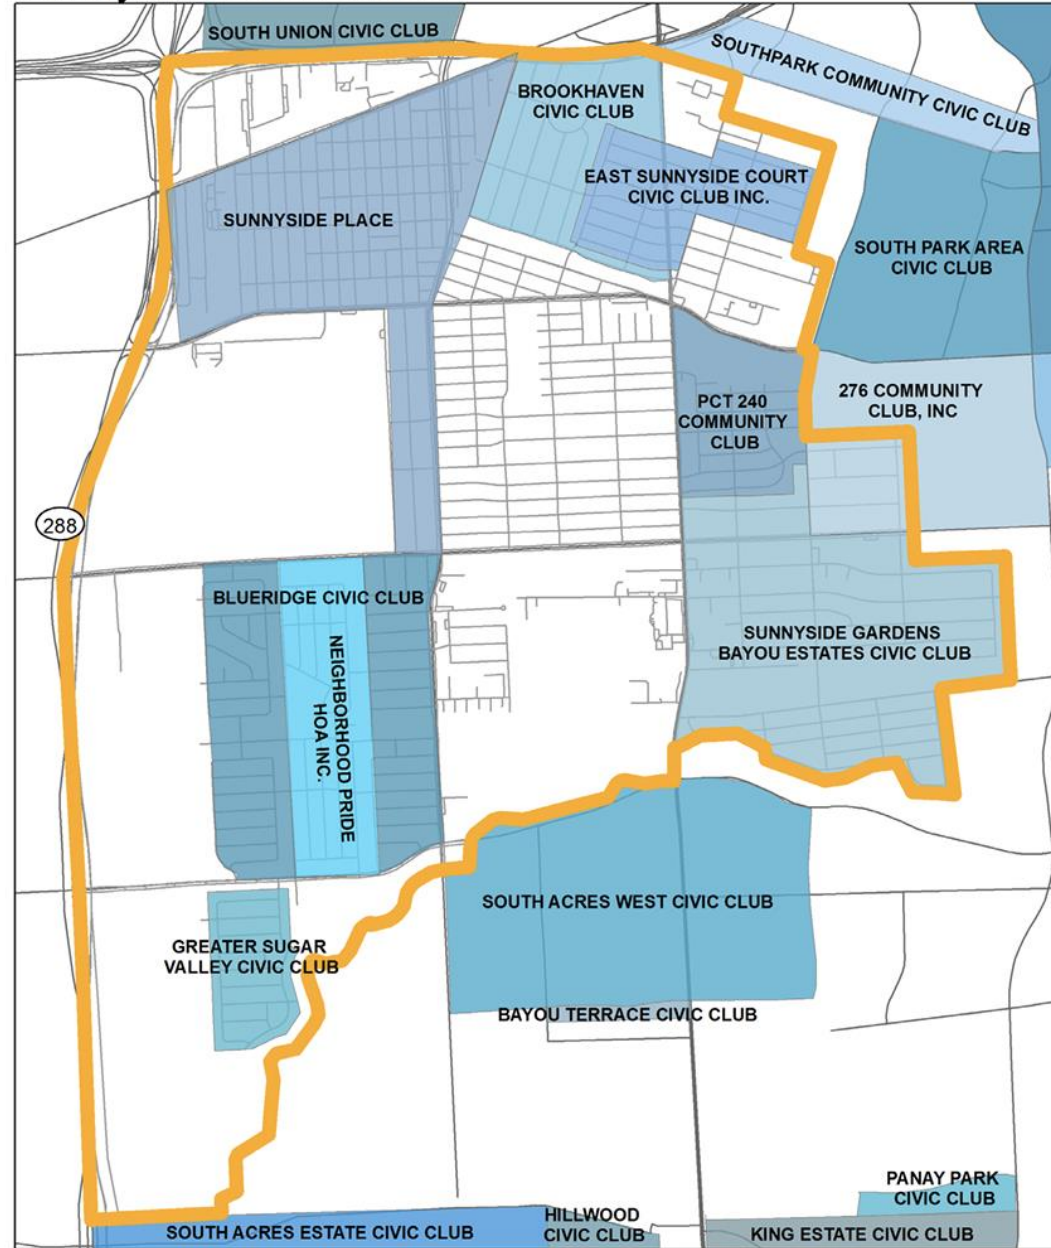 SOUTH UNION CIVIC CLUB
SOUTHPARK COMMUNITY CIVIC CLUB
BROOKHAVEN
CIVIC CLUB
EAST SUNNYSIDE COURT
CIVIC CLUB INC.
SUNNYSIDE PLACE
SOUTH PARK AREA
CIVIC CLUB
PCT 240
COMMUNITY
CLUB
276 COMMUNITY
CLUB, INC
288
BLUERIDGE CIVIC CLUB
NEIGHBORHOOD PRIDE
HOA INC.
SUNNYSIDE GARDENS
BAYOU ESTATES CIVIC CLUB
SOUTH ACRES WEST CIVIC CLUB
GREATER SUGAR
VALLEY CIVIC CLUB
BAYOU TERRACE CIVIC CLUB
PANAY PARK
CIVIC CLUB
SOUTH ACRES ESTATE CIVIC CLUB
HILLWOOD
CIVIC CLUB
KING ESTATE CIVIC CLUB